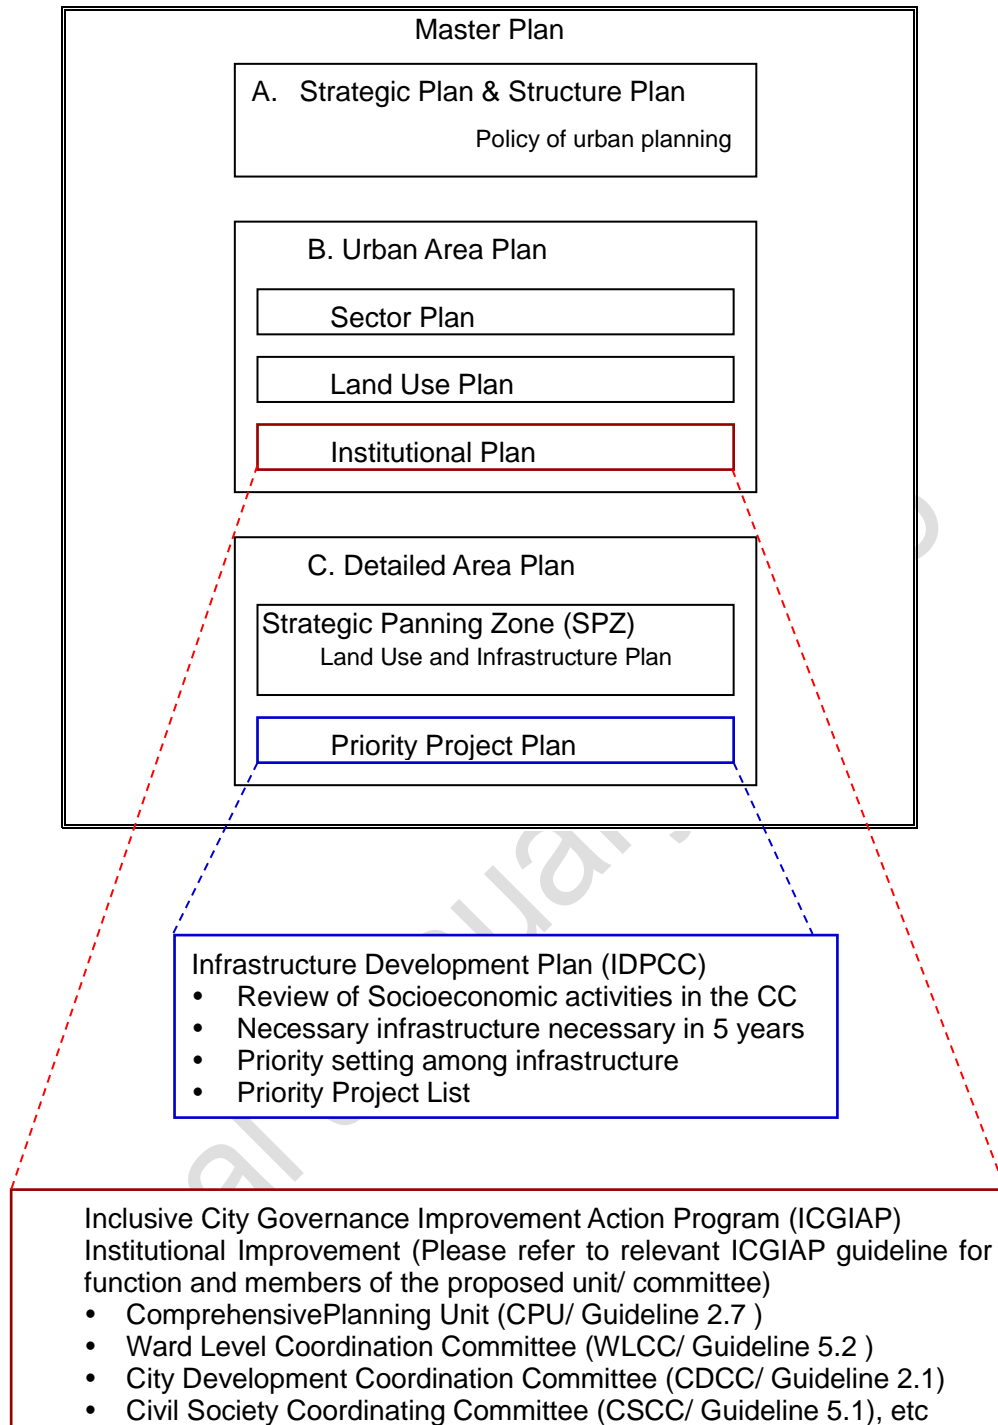 Master Plan
A. Strategic Plan & Structure Plan
Policy of urban planning
B. Urban Area Plan
Sector Plan
Land Use Plan
Institutional Plan
C. Detailed Area Plan
Strategic Panning Zone (SPZ)
Land Use and Infrastructure Plan
Priority Project Plan
Infrastructure Development Plan (IDPCC)
• Review of Socioeconomic activities in the CC
• Necessary infrastructure necessary in 5 years
• Priority setting among infrastructure
• Priority Project List
Inclusive City Governance Improvement Action Program (ICGIAP)
Institutional Improvement (Please refer to relevant ICGIAP guideline for
function and members of the proposed unit/ committee)
• ComprehensivePlanning Unit (CPU/ Guideline 2.7 )
• Ward Level Coordination Committee (WLCC/ Guideline 5.2 )
• City Development Coordination Committee (CDCC/ Guideline 2.1)
• Civil Society Coordinating Committee (CSCC/ Guideline 5.1), etc